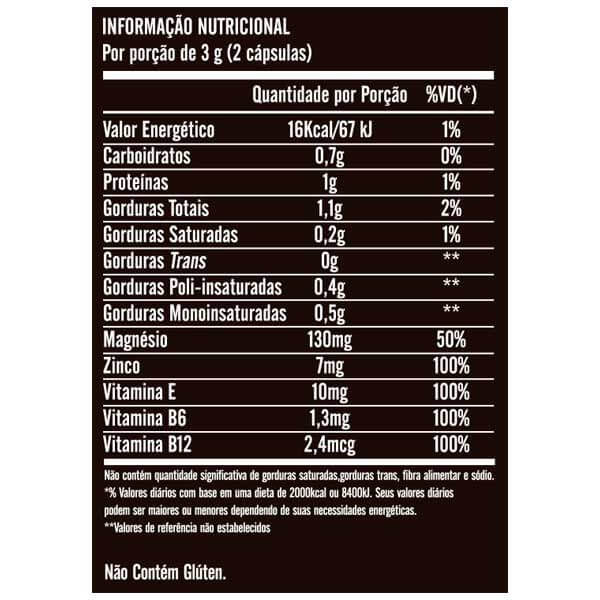 INFORMAÇÃO NUTRICIONAL
Por porção de 3 g (2 cápsulas)
Quantidade por Porção %VD(*)
Valor Energético 16Kcal/67 kJ 1%
Carboidratos 0,7g 0%
Proteínas 1g 1%
Gorduras Totais 1,1g 2%
Gorduras Saturadas 0,2g 1%
Gorduras Trans 0g **
Gorduras Poli-insaturadas 0,4g **
Gorduras Monoinsaturadas 0,5g **
Magnésio 130mg 50%
Zinco 7mg 100%
Vitamina E 10mg 100%
Vitamina B6 1,3mg 100%
Vitamina B12 2,4mcg 100%
Não contém quantidade significativa de gorduras saturadas,gorduras trans, fibra alimentar e sódio.
*% Valores diários com base em uma dieta de 2000kcal ou 8400kJ. Seus valores diários
podem ser maiores ou menores dependendo de suas necessidades energéticas.
**Valores de referência não estabelecidos
Não Contém Glúten.